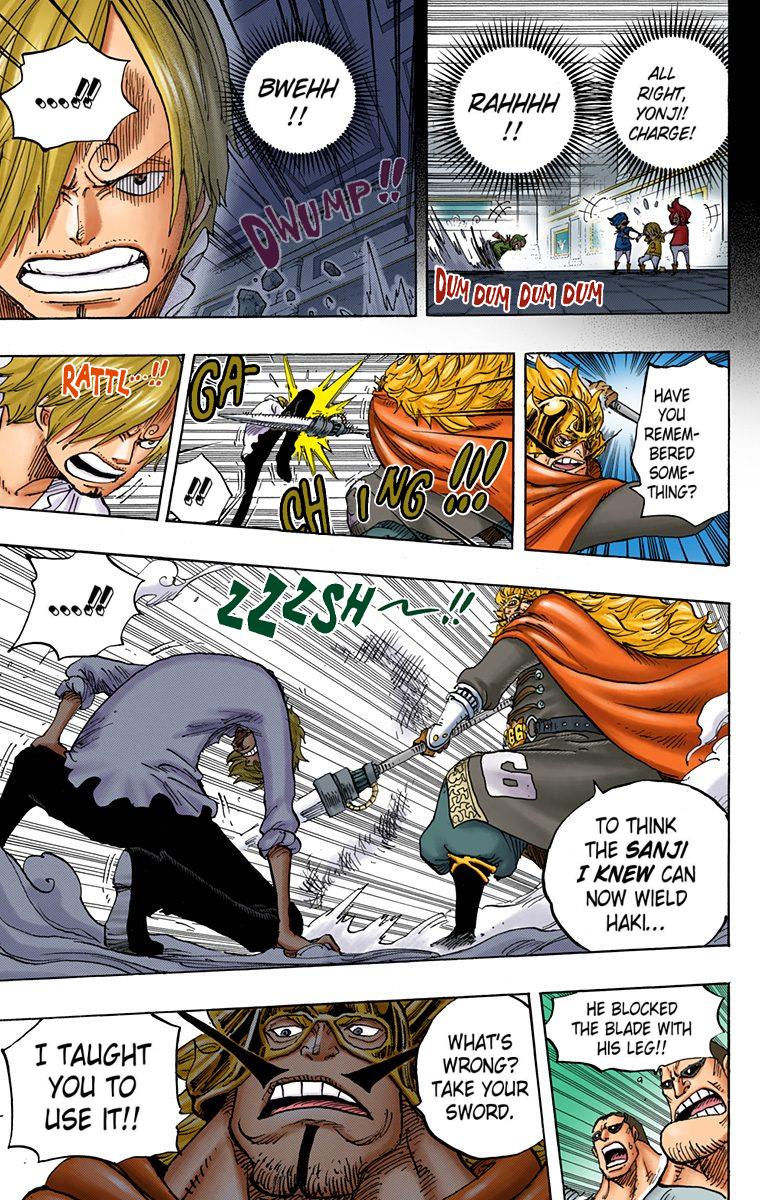 ALL
RIGHT,
YONJI!
CHARGE!
RAHHHH
!!
DUM DUM DUM DUM
BWEHH
!!
DWUMP!!
....!!
HAVE
YOU
REMEM-
BERED
SOME-
THING?
GA-
CHING!!!
!!
RATTL...!!
....!!
ZZZSH~!!
6
66
TO THINK
THE SANJI
I KNEW CAN
NOW WIELD
HAKI...
HE BLOCKED
THE BLADE WITH
HIS LEG!!
WHAT'S
WRONG?
TAKE YOUR
SWORD.
I TAUGHT
YOU TO
USE IT!!